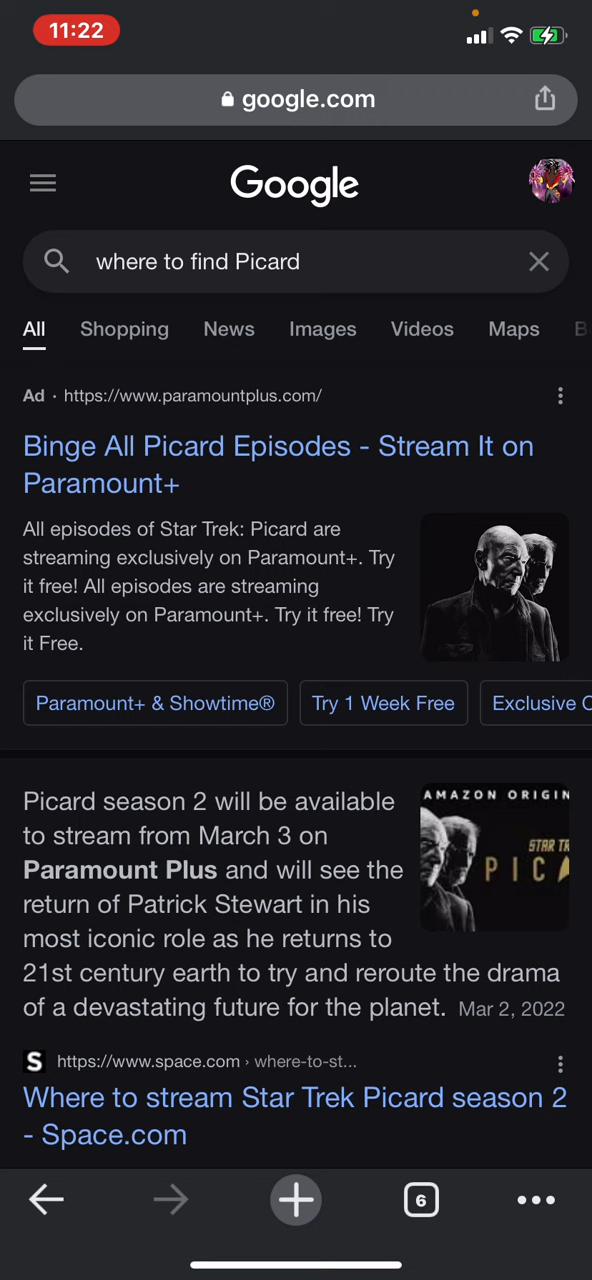 11:22
google.com
Google
where to find Picard
All Shopping News Images Videos Maps B
Ad · https://www.paramountplus.com/
Binge All Picard Episodes - Stream It on
Paramount+
All episodes of Star Trek: Picard are
streaming exclusively on Paramount+. Try
it free! All episodes are streaming
exclusively on Paramount+. Try it free! Try
it Free.
Paramount+ & Showtime® Try 1 Week Free Exclusive C
Picard season 2 will be available
to stream from March 3 on
Paramount Plus and will see the
return of Patrick Stewart in his
most iconic role as he returns to
21st century earth to try and reroute the drama
of a devastating future for the planet. Mar 2, 2022
AMAZON ORIGIN
STAR TR
PICA
S https://www.space.com › where-to-st...
Where to stream Star Trek Picard season 2
- Space.com
6